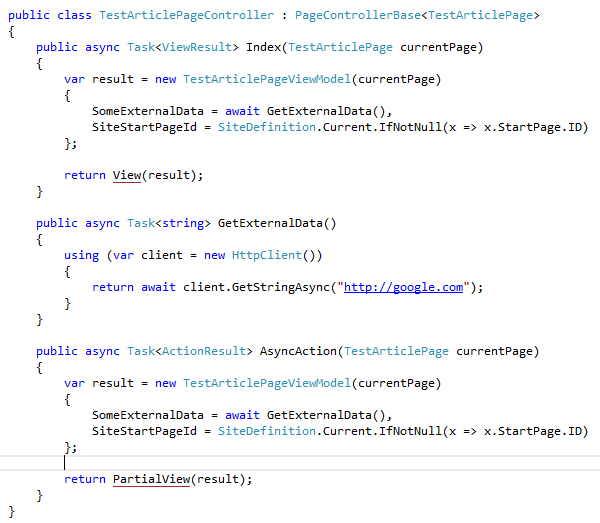 public class TestArticlePageController : PageControllerBase<TestArticlePage>
{
    public async Task<ViewResult> Index(TestArticlePage currentPage)
    {
        var result = new TestArticlePageViewModel(currentPage)
        {
            SomeExternalData = await GetExternalData(),
            SiteStartPageId = SiteDefinition.Current.IfNotNull(x => x.StartPage.ID)
        };

        return View(result);
    }

    public async Task<string> GetExternalData()
    {
        using (var client = new HttpClient())
        {
            return await client.GetStringAsync("http://google.com");
        }
    }

    public async Task<ActionResult> AsyncAction(TestArticlePage currentPage)
    {
        var result = new TestArticlePageViewModel(currentPage)
        {
            SomeExternalData = await GetExternalData(),
            SiteStartPageId = SiteDefinition.Current.IfNotNull(x => x.StartPage.ID)
        };

        return PartialView(result);
    }
}